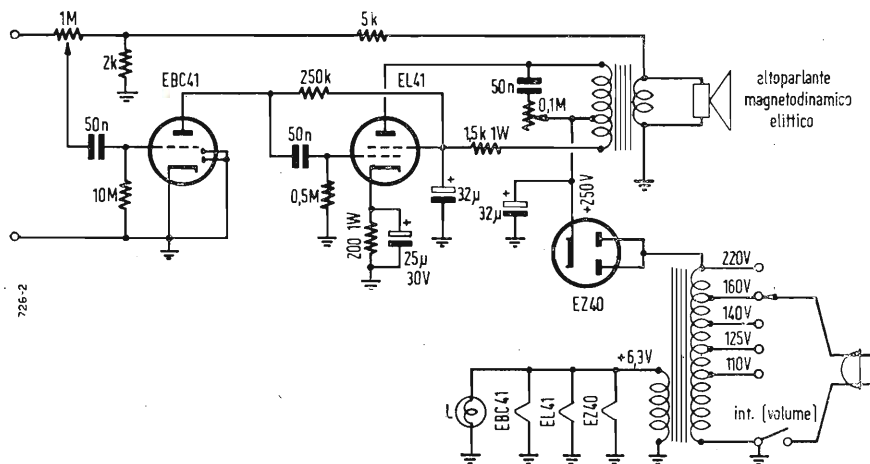 1M
5k
2k
EBC41
250k
EL41
50n
0,1M
altoparlante
magnetodinamico
elittico
50n
50n
1,5k 1W
10M
0,5M
+
32µ
32µ
+
+250V
200 1W
+
25µ
30V
EZ40
220V
160V
140V
125V
110V
726-2
+6,3V
L
EBC41
EL41
EZ40
int. (volume)